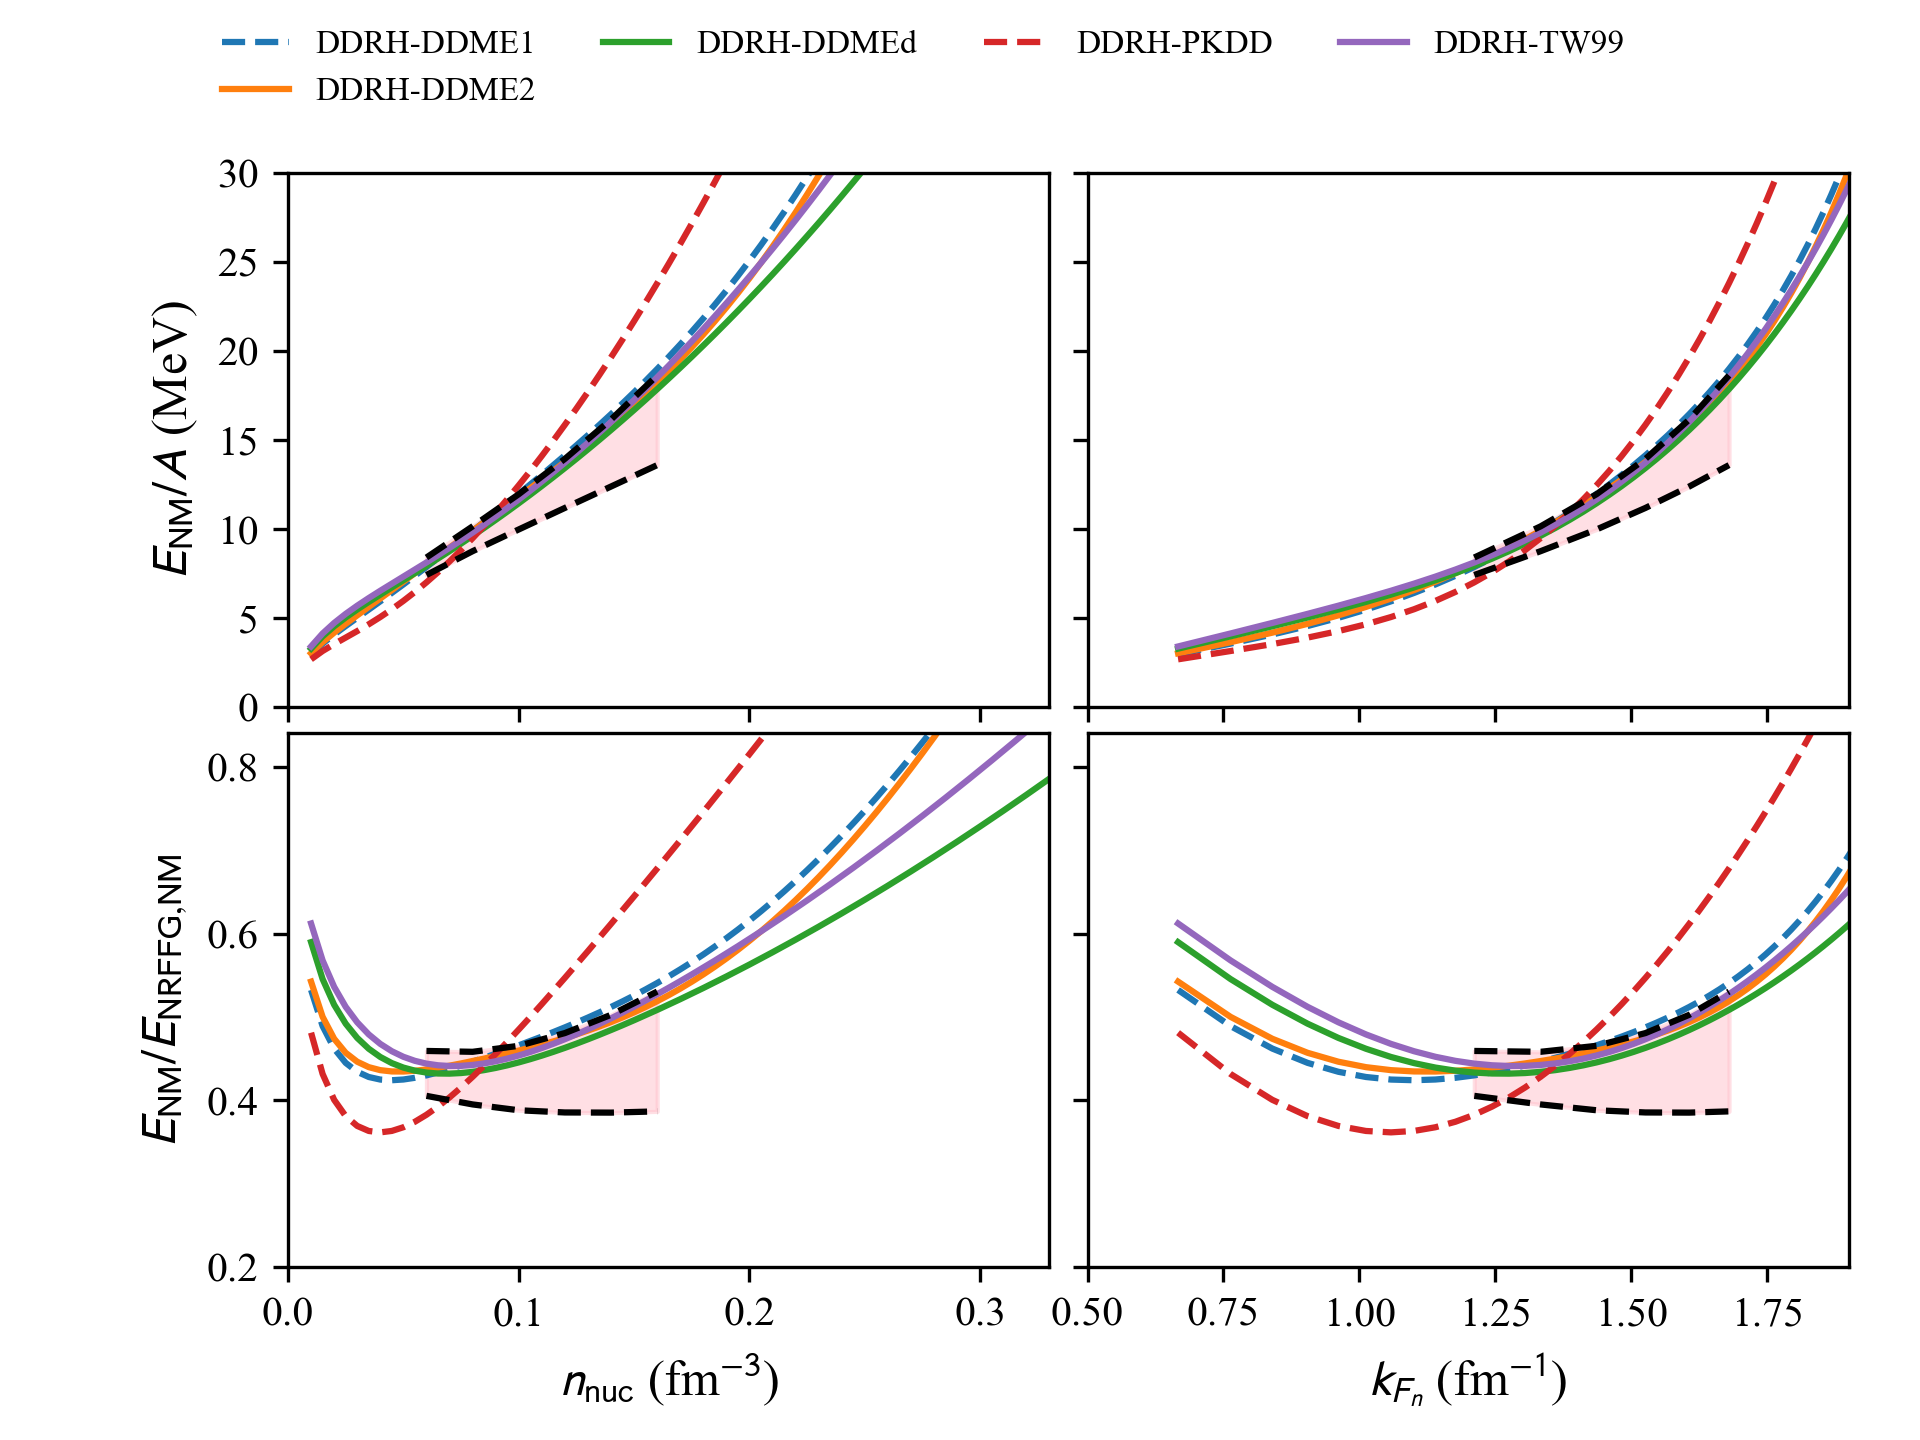 DDRH-DDME1 DDRH-DDMEd DDRH-PKDD DDRH-TW99
DDRH-DDME2
30
25
20
15
10
5
0
E_NM/A (MeV)
0.8
0.6
0.4
0.2
E_NM/E_NRFFG,NM
0.0 0.1 0.2 0.3
0.50 0.75 1.00 1.25 1.50 1.75
n_nuc (fm⁻³)
k_F_n (fm⁻¹)